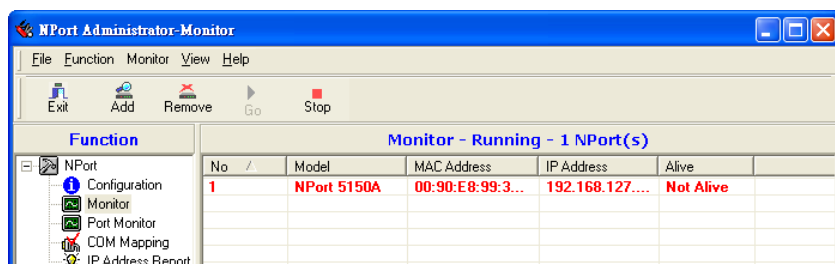 NPort Administrator-Monitor
File Function Monitor View Help
Exit Add Remove Go Stop
Function
Monitor - Running - 1 NPort(s)
NPort
Configuration
Monitor
Port Monitor
COM Mapping
IP Address Report
No Model MAC Address IP Address Alive
1 NPort 5150A 00:90:E8:99:3... 192.168.127.... Not Alive